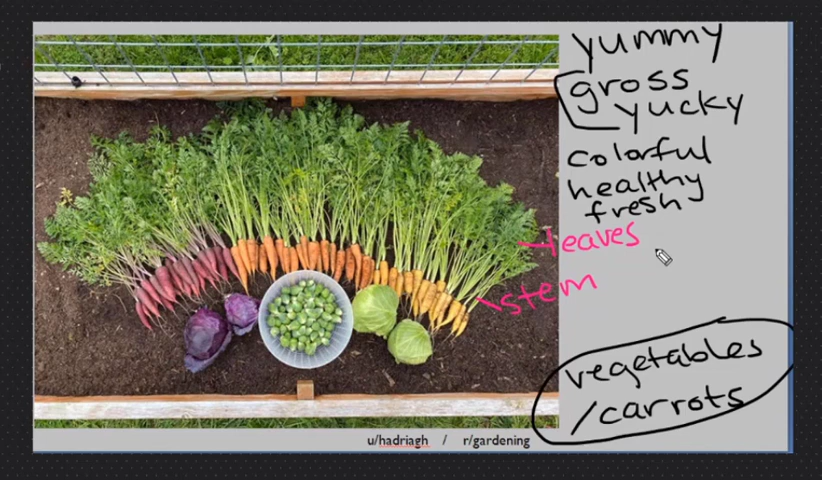 yummy
gross
yucky
colorful
healthy
fresh
leaves
stem
vegetables
/carrots
u/hadriagh / r/gardening